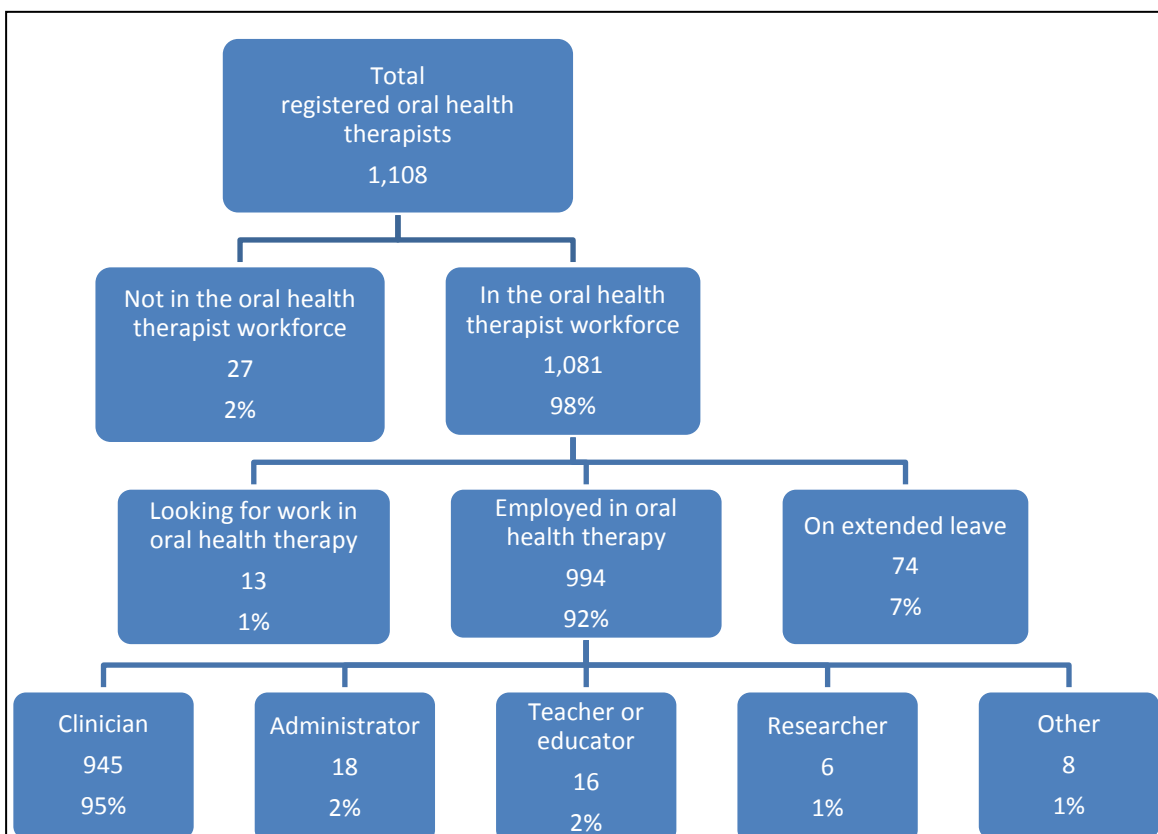 Total
registered oral health
therapists
1,108
Not in the oral health
therapist workforce
27
2%
In the oral health
therapist workforce
1,081
98%
Looking for work in
oral health therapy
13
1%
Employed in oral
health therapy
994
92%
On extended leave
74
7%
Clinician
945
95%
Administrator
18
2%
Teacher or
educator
16
2%
Researcher
6
1%
Other
8
1%